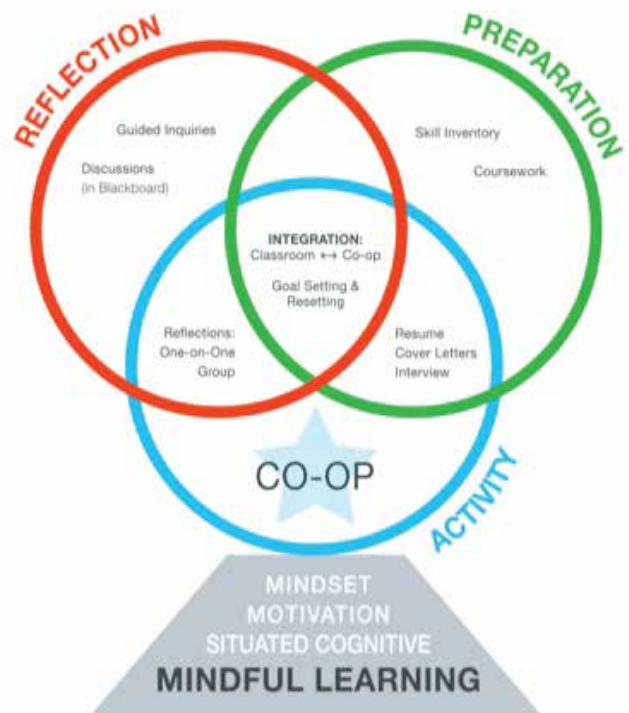 REFLECTION
PREPARATION
Guided Inquiries
Discussions
(in Blackboard)
Skill Inventory
Coursework
INTEGRATION:
Classroom ↔ Co-op
Goal Setting &
Resetting
Reflections:
One-on-One
Group
Resume
Cover Letters
Interview
CO-OP
ACTIVITY
MINDSET
MOTIVATION
SITUATED COGNITIVE
MINDFUL LEARNING